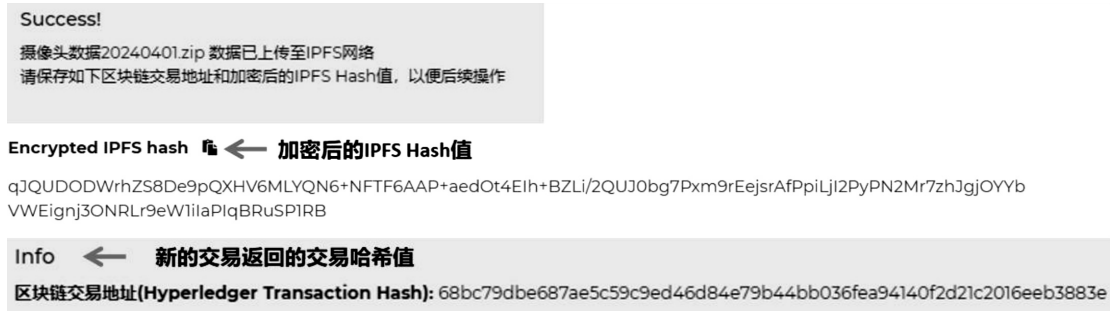 Success!
摄像头数据20240401.zip 数据已上传至IPFS网络
请保存如下区块链交易地址和加密后的IPFS Hash值，以便后续操作
Encrypted IPFS hash 加密后的IPFS Hash值
qJQUDODWrhZS8De9pQXHV6MLYQN6+NFTF6AAP+aedOt4EIh+BZLi/2QUJ0bg7Pxm9rEejsrAfPpiLjI2PyPN2Mr7zhJgjOYYb
VWEignj3ONRLr9eW1iIaPIqBRuSP1RB
Info 新的交易返回的交易哈希值
区块链交易地址(Hyperledger Transaction Hash): 68bc79dbe687ae5c59c9ed46d84e79b44bb036fea94140f2d21c2016eeb3883e